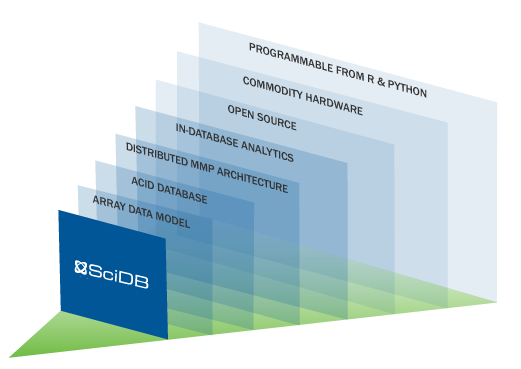 PROGRAMMABLE FROM R & PYTHON
COMMODITY HARDWARE
OPEN SOURCE
IN-DATABASE ANALYTICS
DISTRIBUTED MMP ARCHITECTURE
ACID DATABASE
ARRAY DATA MODEL
SciDB